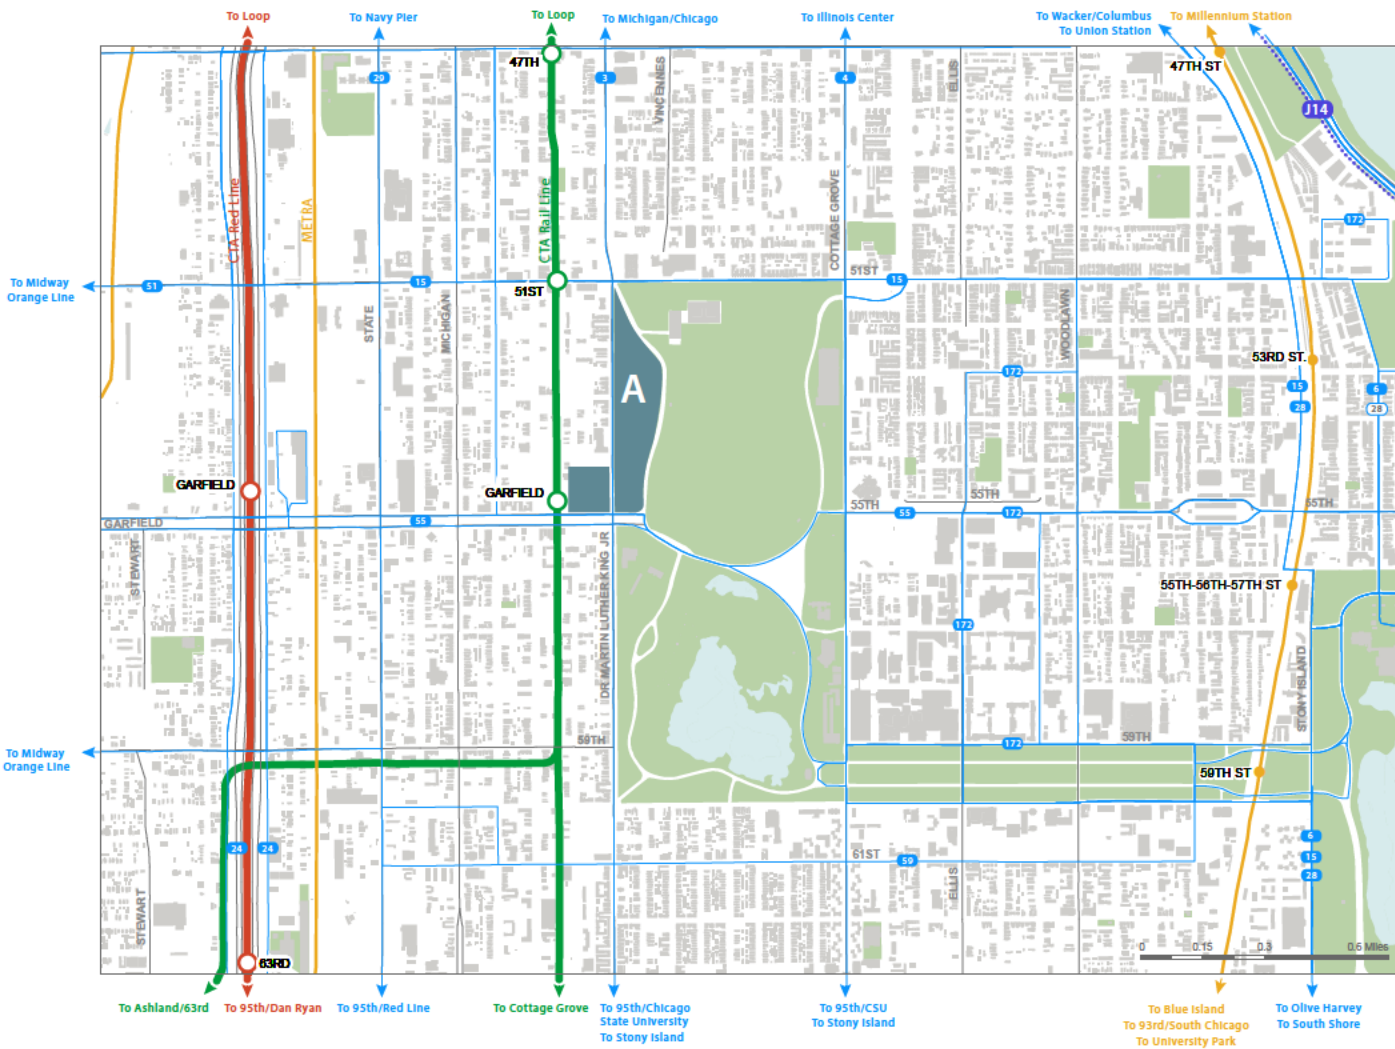 To Loop
To Navy Pier
To Loop
To Michigan/Chicago
To Illinois Center
To Wacker/Columbus
To Union Station
To Millennium Station
47TH
47TH ST
29
3
4
VINCENNES
ELLIS
J14
CTA Red Line
METRA
CTA Rail Line
COTTAGE GROVE
172
51ST
To Midway
Orange Line
51
15
15
51ST
STATE
MICHIGAN
WOODLAWN
53RD ST.
172
A
15
6
28
28
GARFIELD
GARFIELD
55TH
55TH
55TH
GARFIELD
55
55
172
STEWART
DR MARTIN LUTHER KING JR
55TH-56TH-57TH ST
172
STONY ISLAND
59TH
172
59TH
To Midway
Orange Line
59TH ST
24
24
61ST
59
6
15
28
STEWART
ELLIS
0
0.15
0.3
0.6 Miles
63RD
To Ashland/63rd
To 95th/Dan Ryan
To 95th/Red Line
To Cottage Grove
To 95th/Chicago
State University
To Stony Island
To 95th/CSU
To Stony Island
To Blue Island
To 93rd/South Chicago
To University Park
To Olive Harvey
To South Shore